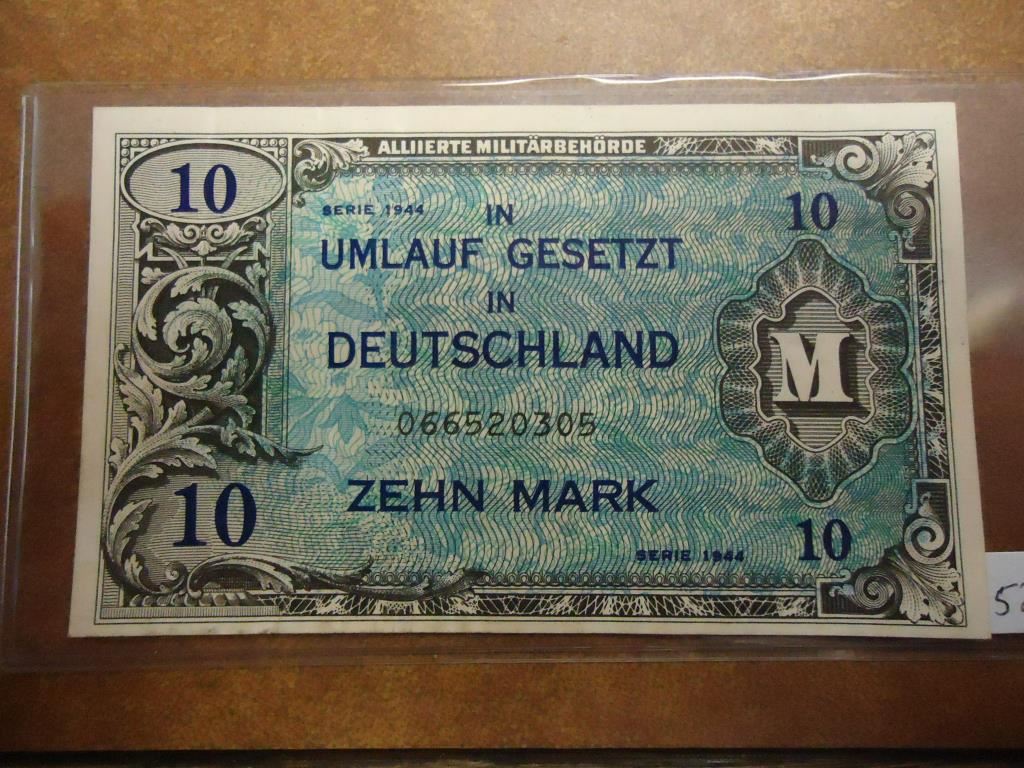 ALLIIERTE MILITÄRBEHÖRDE
10
SERIE 1944
IN
10
UMLAUF GESETZT
IN
DEUTSCHLAND
M
066520305
10
ZEHN MARK
10
SERIE 1944